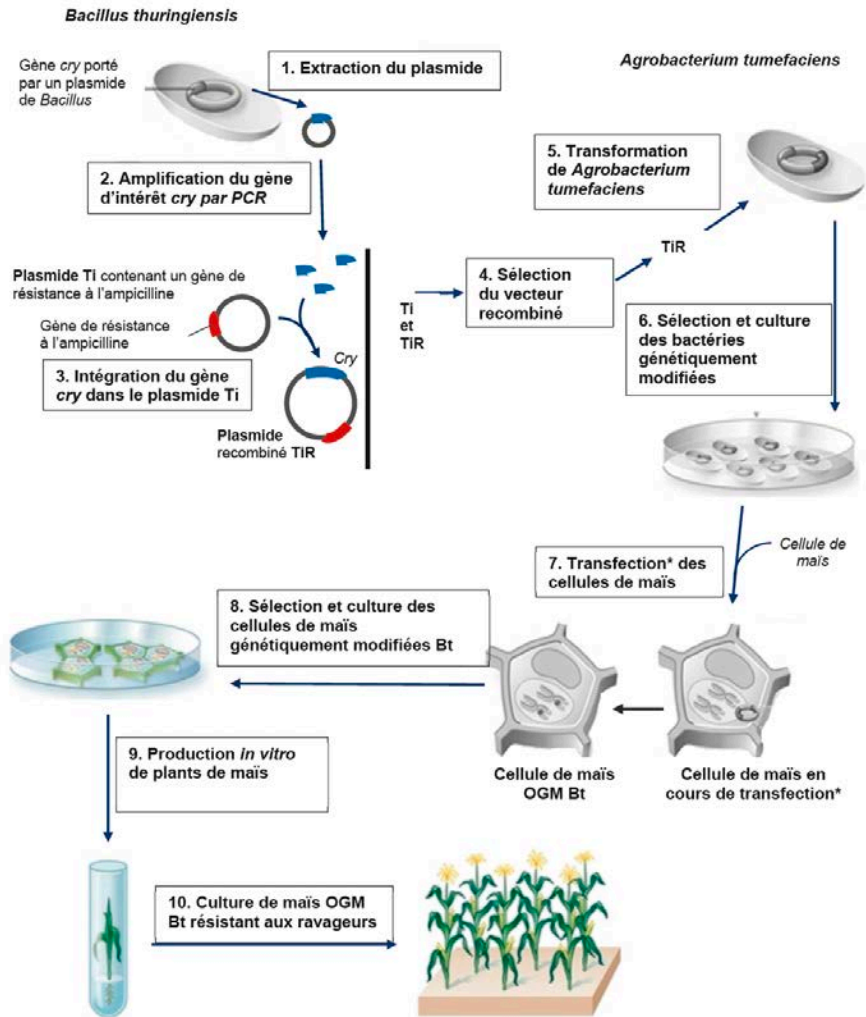 Bacillus thuringiensis
Gène cry porté
par un plasmide
de Bacillus
1. Extraction du plasmide
Agrobacterium tumefaciens
2. Amplification du gène
d'intérêt cry par PCR
5. Transformation
de Agrobacterium
tumefaciens
Plasmide Ti contenant un gène de
résistance à l'ampicilline
Gène de résistance
à l'ampicilline
3. Intégration du gène
cry dans le plasmide Ti
Cry
Plasmide
recombiné TiR
Ti
et
TiR
4. Sélection
du vecteur
recombiné
TiR
6. Sélection et culture
des bactéries
génétiquement
modifiées
7. Transfection* des
cellules de maïs
Cellule de
maïs
8. Sélection et culture des
cellules de maïs
génétiquement modifiées Bt
Cellule de maïs
OGM Bt
Cellule de maïs en
cours de transfection*
9. Production in vitro
de plants de maïs
10. Culture de maïs OGM
Bt résistant aux ravageurs